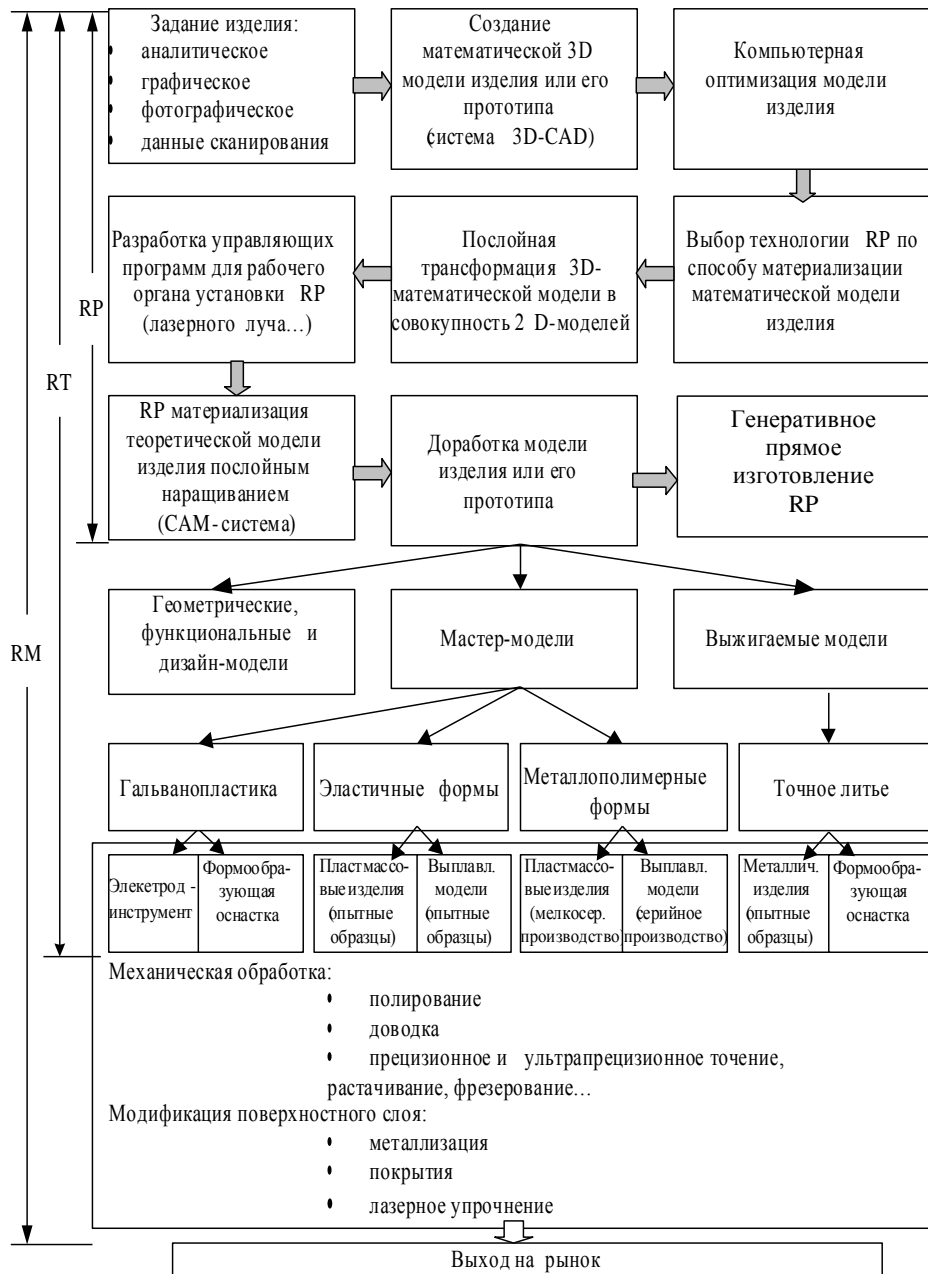 Задание изделия:
• аналитическое
• графическое
• фотографическое
• данные сканирования
Создание
математической 3D
модели изделия или его
прототипа
(система 3D-CAD)
Компьютерная
оптимизация модели
изделия
Разработка управляющих
программ для рабочего
органа установки RP
(лазерного луча…)
Послойная
трансформация 3D-
математической модели в
совокупность 2 D-моделей
Выбор технологии RP по
способу материализации
математической модели
изделия
RP
RT
RM
RP материализация
теоретической модели
изделия послойным
наращиванием
(CAM-система)
Доработка модели
изделия или его
прототипа
Генеративное
прямое
изготовление
RP
Геометрические,
функциональные и
дизайн-модели
Мастер-модели
Выжигаемые модели
Гальванопластика
Эластичные формы
Металлополимерные
формы
Точное литье
Элекетрод -
инструмент
Формообра-
зующая
оснастка
Пластмассо-
вые изделия
(опытные
образцы)
Выплавл.
модели
(опытные
образцы)
Пластмассо-
вые изделия
(мелкосер.
производство)
Выплавл.
модели
(серийное
производство)
Металлич.
изделия
(опытные
образцы)
Формообра-
зующая
оснастка
Механическая обработка:
• полирование
• доводка
• прецизионное и ультрапрецизионное точение,
растачивание, фрезерование…
Модификация поверхностного слоя:
• металлизация
• покрытия
• лазерное упрочнение
Выход на рынок